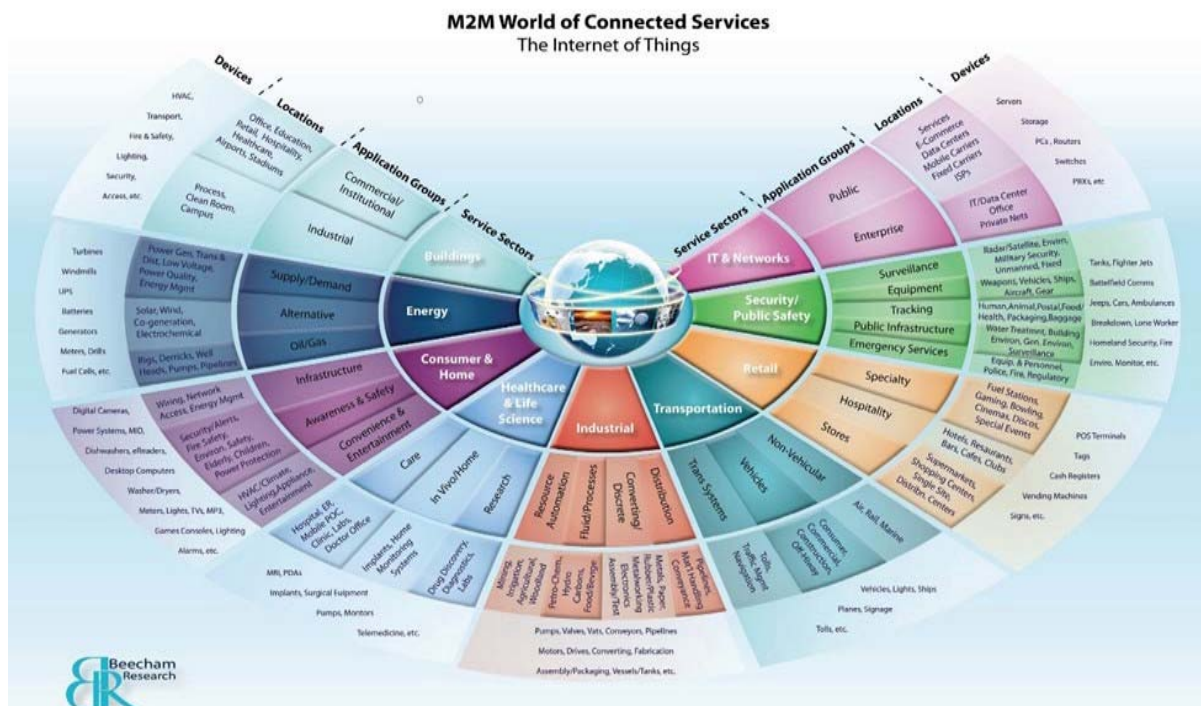 M2M World of Connected Services
The Internet of Things
Devices
Locations
Application Groups
Service Sectors
Service Sectors
Application Groups
Locations
Devices
Buildings
Commercial/
Institutional
Industrial
Office, Education,
Retail, Hospitality,
Healthcare,
Airports, Stadiums
Process,
Clean Room,
Campus
HVAC,
Transport,
Fire & Safety,
Lighting,
Security,
Access, etc.
Energy
Supply/Demand
Alternative
Oil/Gas
Power Gen, Trans &
Dist, Low Voltage,
Power Quality,
Energy Mgmt
Solar, Wind,
Co-generation,
Electrochemical
Rigs, Derricks, Well
Heads, Pumps, Pipelines
Turbines
Windmills
UPS
Batteries
Generators
Meters, Drills
Fuel Cells, etc.
Consumer &
Home
Infrastructure
Awareness & Safety
Convenience &
Entertainment
Wiring, Network
Access, Energy Mgmt
Security/Alerts,
Fire Safety,
Environ. Safety,
Elderly, Children,
Power Protection
HVAC/Climate,
Lighting,Appliance,
Entertainment
Digital Cameras,
Power Systems, MID,
Dishwashers, eReaders,
Desktop Computers
Washer/Dryers,
Meters, Lights, TVs, MP3,
Games Consoles, Lighting
Alarms, etc.
Healthcare
& Life
Science
Care
In Vivo/Home
Research
Hospital, ER,
Mobile POC,
Clinic, Labs,
Doctor Office
Implants, Home
Monitoring
Systems
Drug Discovery,
Diagnostics,
Labs
MRI, PDAs
Implants, Surgical Euipment
Pumps, Montors
Telemedicine, etc.
Industrial
Resource
Automation
Fluid/Processes
Converting/
Discrete
Distribution
Mining,
Irrigation,
Agricultural,
Woodland
Petro-Chem,
Hydro
Carbons,
Food/Bevege
Metals, Paper,
Rubber/Plastic
Metalworking
Electronics
Assembly/Test
Pipelines,
Mat'l Handling
Conveyance
Pumps, Valves, Vats, Conveyors, Pipelines
Motors, Drives, Converting, Fabrication
Assembly/Packaging, Vessels/Tanks, etc.
Transportation
Non-Vehicular
Vehicles
Trans Systems
Air, Rail, Marine
Consumer,
Commercial,
Construction,
Off-Hiway
Tolls,
Traffic Mgmt
Navigation
Vehicles, Lights, Ships
Planes, Signage
Tolls, etc.
Retail
Specialty
Hospitality
Stores
Fuel Stations,
Gaming, Bowling,
Cinemas, Discos,
Special Events
Hotels, Resaurants,
Bars, Cafes, Clubs
Supermarkets,
Shopping Centers,
Single Site,
Distribn. Centers
POS Terminals
Tags
Cash Registers
Vending Machines
Signs, etc.
Security/
Public Safety
Surveillance
Equipment
Tracking
Public Infrastructure
Emergency Services
Radar/Satellite, Environ,
Military Security,
Unmanned, Fixed
Weapons, Vehicles, Ships,
Aircraft, Gear
Human,Animal,Postal,Food/
Health, Packaging,Baggage
Water Treatment, Building
Environ, Gen. Environ,
Surveillance
Equip. & Personnel,
Police, Fire, Regulatory
Tanks, Fighter Jets
Battlefield Comms
Jeeps, Cars, Ambulances
Breakdown, Lone Worker
Homeland Security, Fire
Enviro. Monitor, etc.
IT & Networks
Public
Enterprise
Services
E-Commerce
Data Centers
Mobile Carriers
Fixed Carriers
ISPs
IT/Data Center
Office
Private Nets
Servers
Storage
PCs, Routers
Switches
PBXs, etc
Beecham
Research
BR